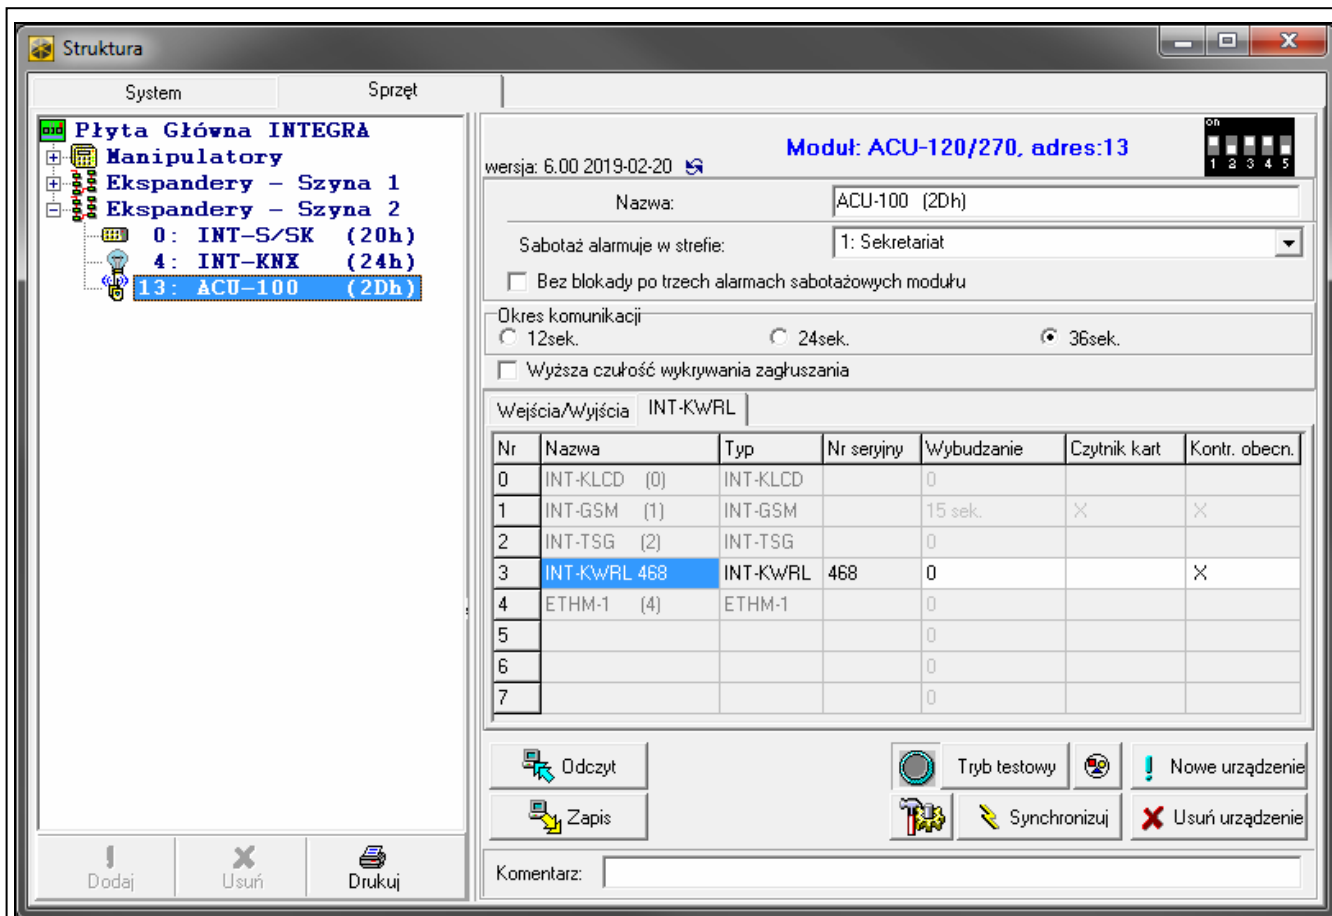 Struktura
System Sprzęt
Płyta Główna INTEGRA
Manipulatory
Ekspandery – Szyna 1
Ekspandery – Szyna 2
0: INT–S/SK (20h)
4: INT–KNX (24h)
13: ACU–100 (2Dh)
Dodaj Usuń Drukuj
Moduł: ACU-120/270, adres:13
on
1 2 3 4 5
wersja: 6.00 2019-02-20
Nazwa: ACU-100 (2Dh)
Sabotaż alarmuje w strefie: 1: Sekretariat
Bez blokady po trzech alarmach sabotażowych modułu
Okres komunikacji
12sek. 24sek. 36sek.
Wyższa czułość wykrywania zagłuszania
Wejścia/Wyjścia INT-KWRL
Nr Nazwa Typ Nr seryjny Wybudzanie Czytnik kart Kontr. obecn.
0 INT-KLCD (0) INT-KLCD 0
1 INT-GSM (1) INT-GSM 15 sek. X X
2 INT-TSG (2) INT-TSG 0
3 INT-KWRL 468 INT-KWRL 468 0 X
4 ETHM-1 (4) ETHM-1 0
5 0
6 0
7 0
Odczyt Tryb testowy Nowe urządzenie
Zapis Synchronizuj Usuń urządzenie
Komentarz: